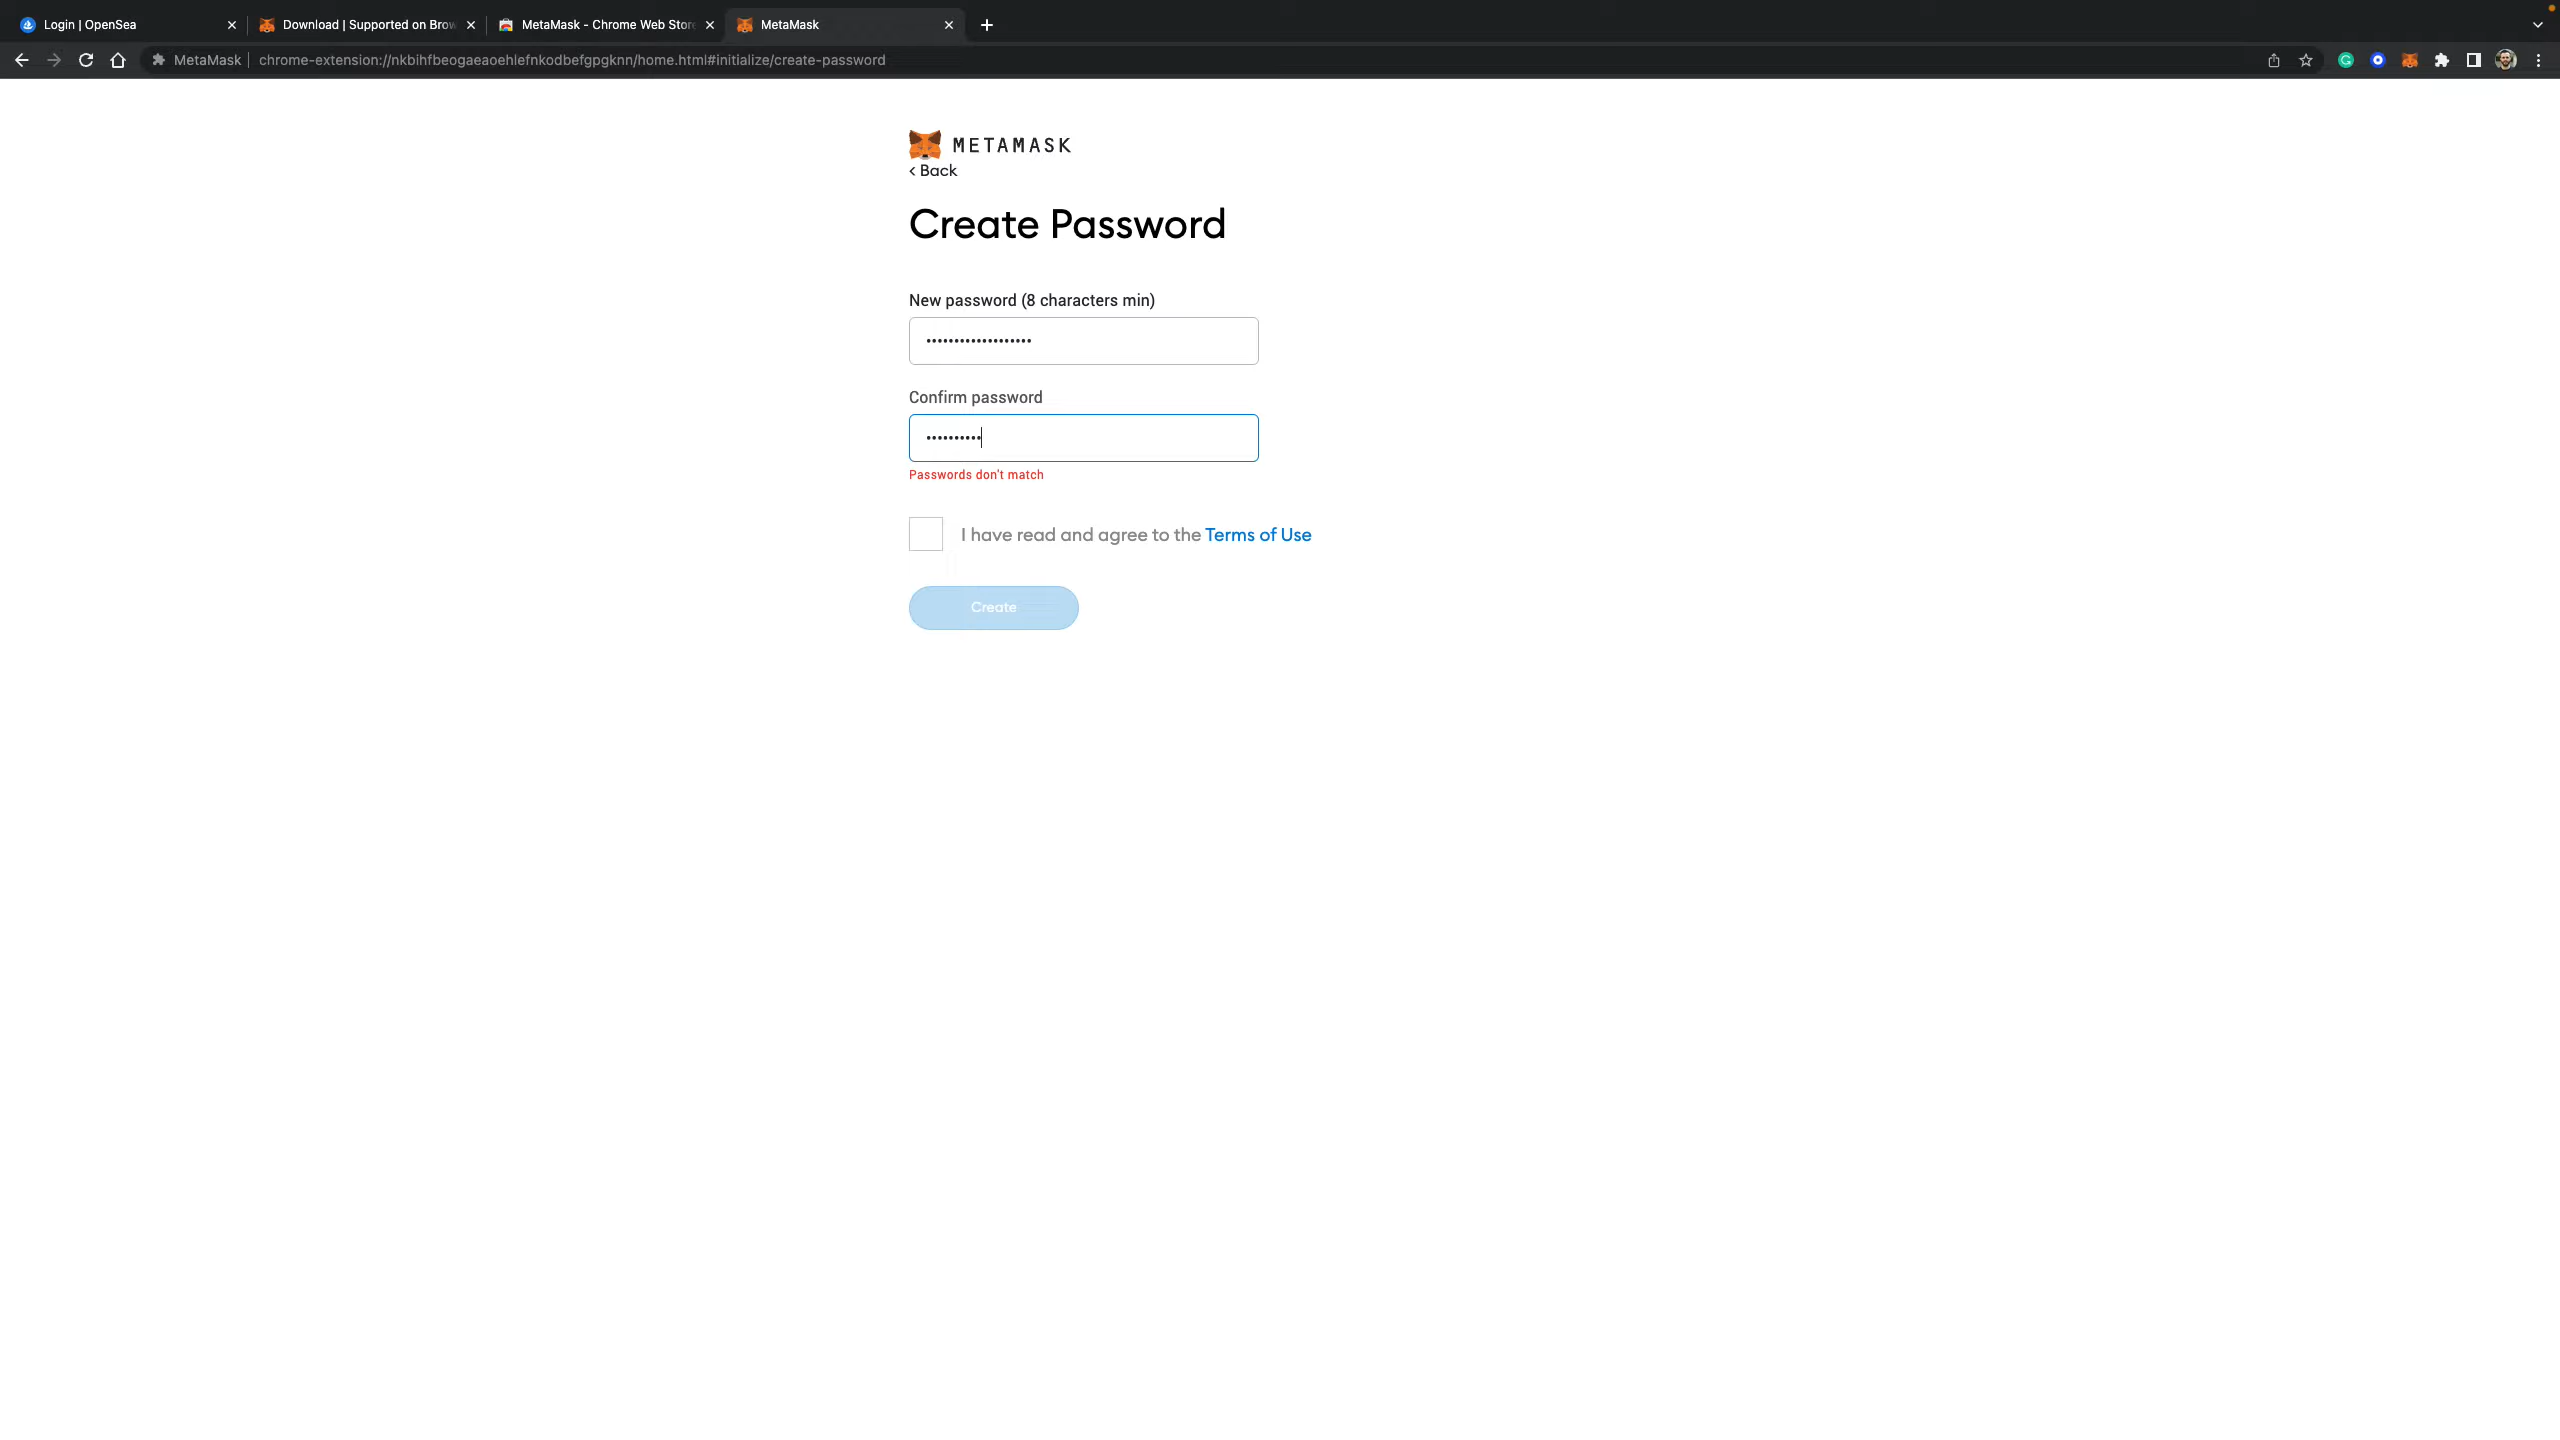 Login | OpenSea
Download | Supported on Brow
MetaMask - Chrome Web Store
MetaMask
MetaMask
chrome-extension://nkbihfbeogaeaoehlefnkodbefgpgknn/home.html#initialize/create-password
METAMASK
< Back
Create Password
New password (8 characters min)
•••••••••••••••••••
Confirm password
••••••••••
Passwords don't match
I have read and agree to the Terms of Use
Create